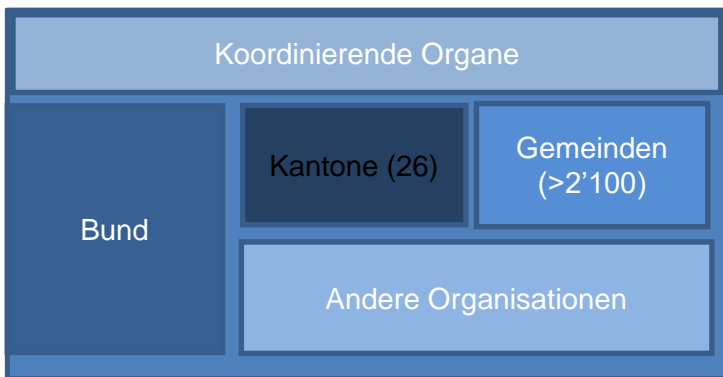 Koordinierende Organe
Bund
Kantone (26)
Gemeinden
(>2’100)
Andere Organisationen